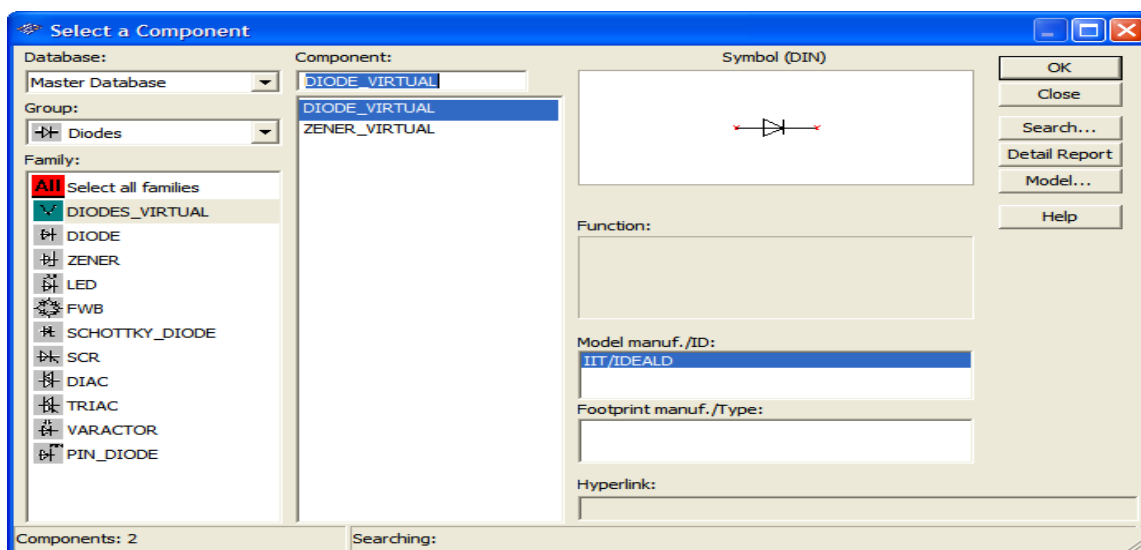 Select a Component
Database:
Master Database
Group:
Diodes
Family:
All Select all families
DIODES_VIRTUAL
DIODE
ZENER
LED
FWB
SCHOTTKY_DIODE
SCR
DIAC
TRIAC
VARACTOR
PIN_DIODE
Component:
DIODE_VIRTUAL
DIODE_VIRTUAL
ZENER_VIRTUAL
Symbol (DIN)
Function:
Model manuf./ID:
IIT/IDEALD
Footprint manuf./Type:
Hyperlink:
OK
Close
Search...
Detail Report
Model...
Help
Components: 2
Searching: